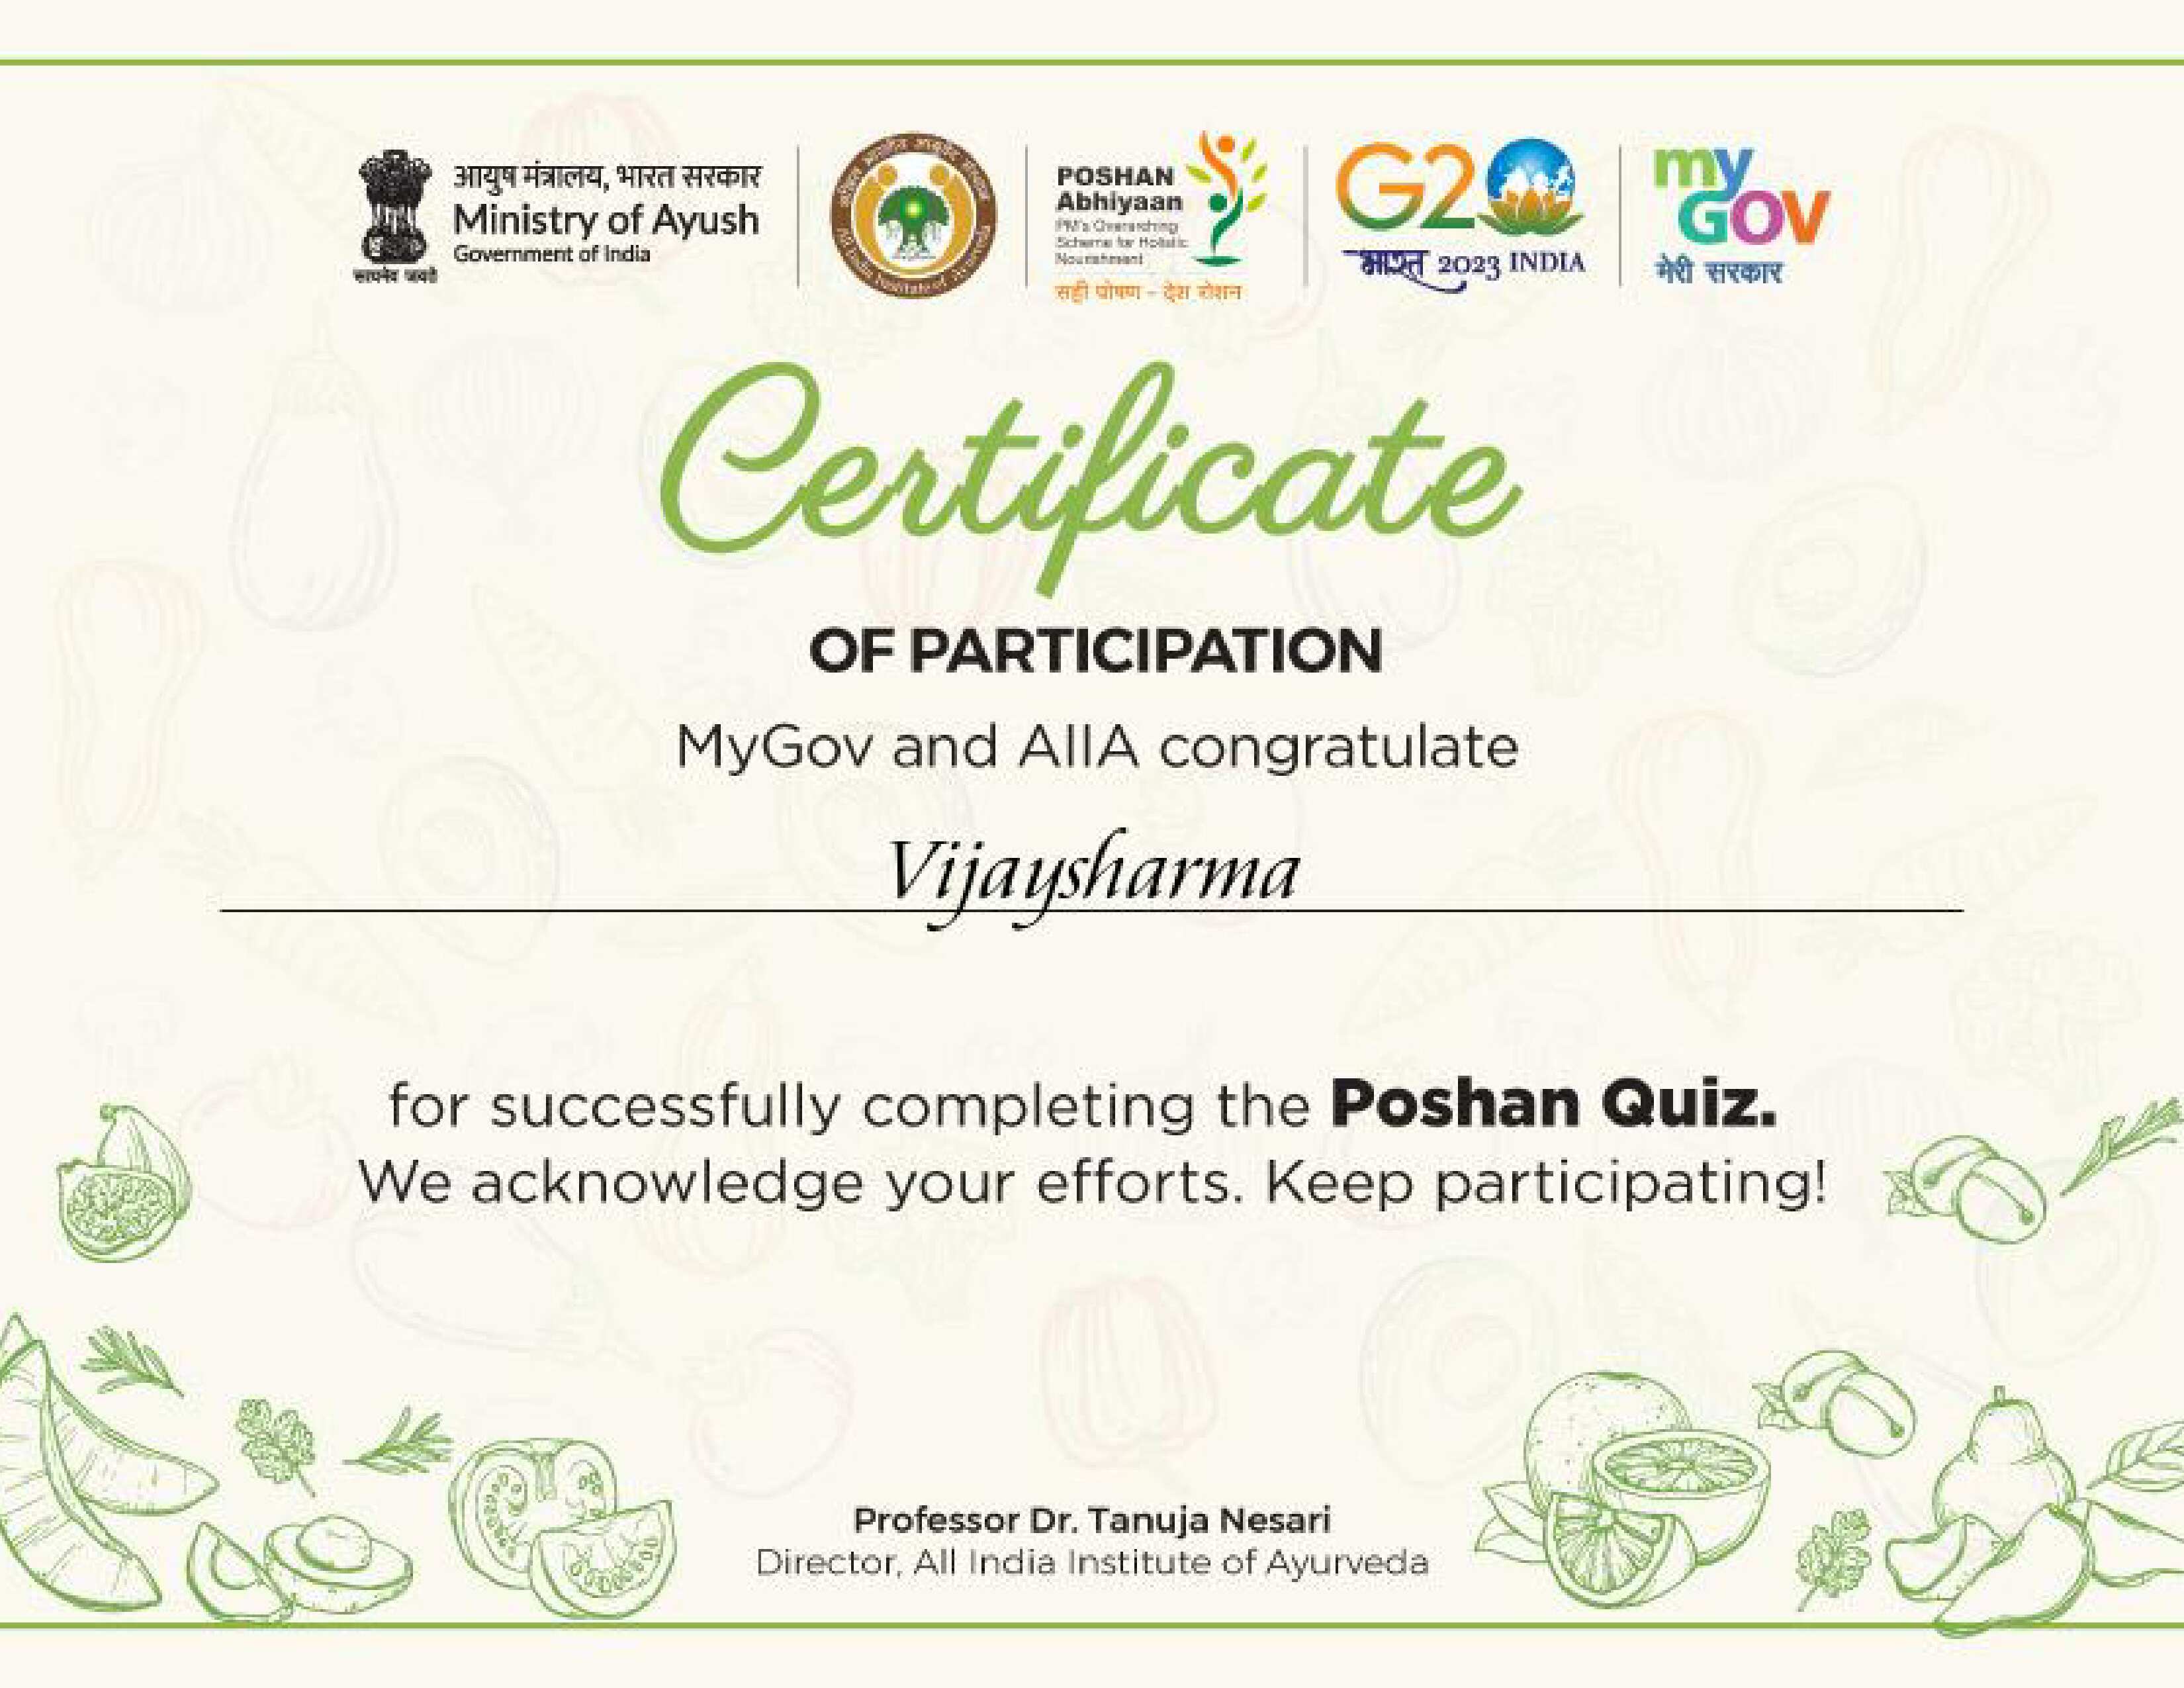 आयुष मंत्रालय, भारत सरकार
Ministry of Ayush
Government of India
सत्यमेव जयते
POSHAN
Abhiyaan
PM's Overarching
Scheme for Holistic
Nourishment
सही पोषण - देश रोशन
G20
भारत 2023 INDIA
my
GOV
मेरी सरकार
Certificate
OF PARTICIPATION
MyGov and AIIA congratulate
Vijaysharma
for successfully completing the Poshan Quiz.
We acknowledge your efforts. Keep participating!
Professor Dr. Tanuja Nesari
Director, All India Institute of Ayurveda